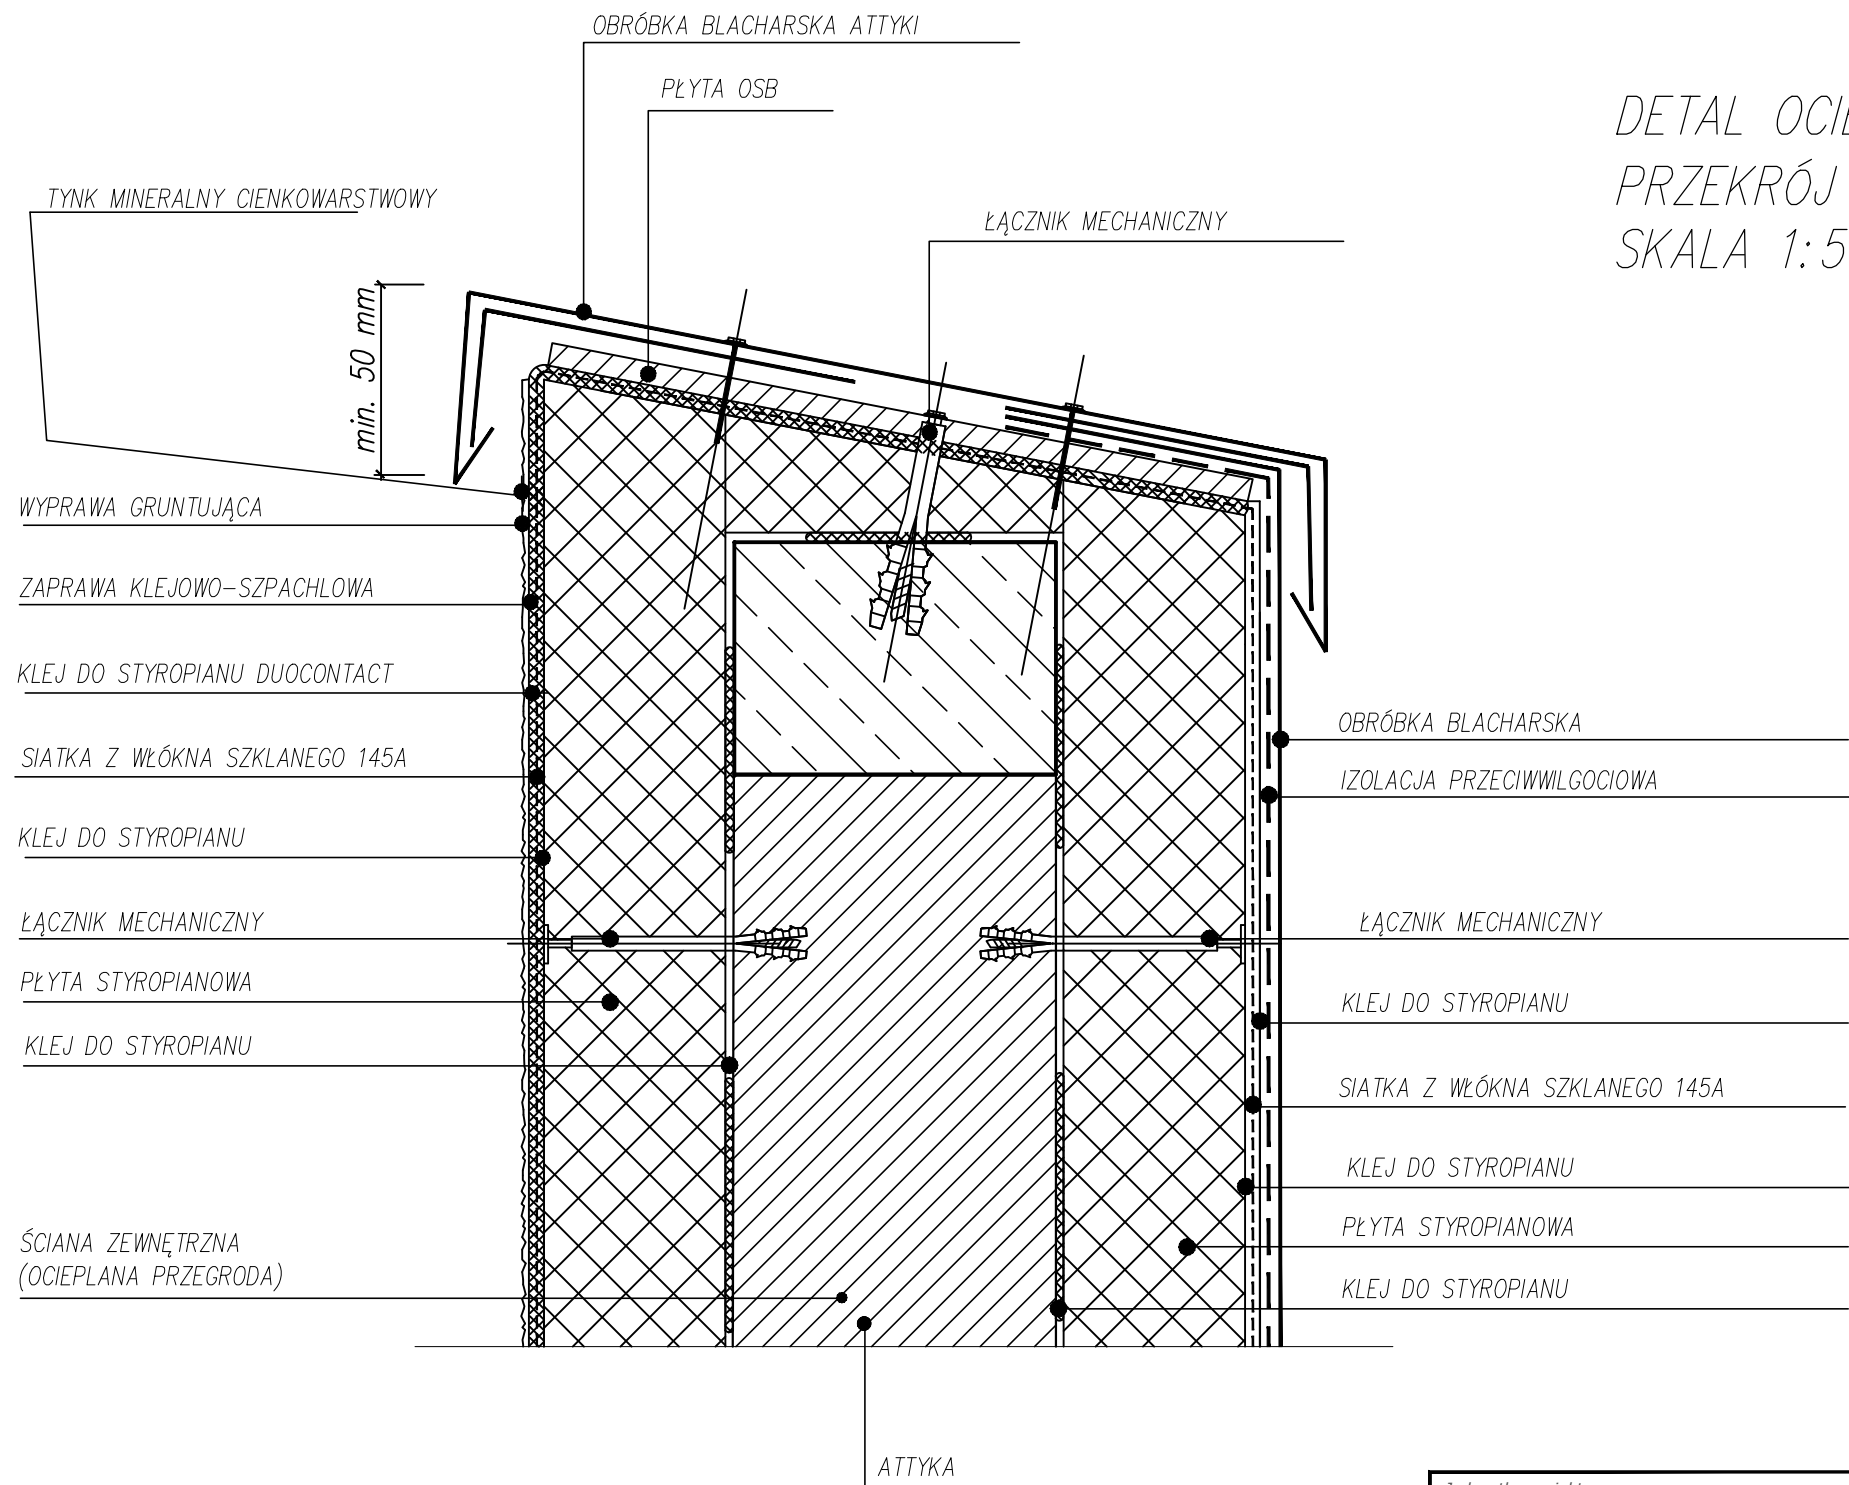 OBRÓBKA BLACHARSKA ATTYKI
PŁYTA OSB
DETAL
PRZEKRÓJ
SKALA 1:5
TYNK MINERALNY CIENKOWARSTWOWY
ŁĄCZNIK MECHANICZNY
min. 50 mm
WYPRAWA GRUNTUJĄCA
ZAPRAWA KLEJOWO-SZPACHLOWA
KLEJ DO STYROPIANU DUOCONTACT
SIATKA Z WŁÓKNA SZKLANEGO 145A
KLEJ DO STYROPIANU
ŁĄCZNIK MECHANICZNY
PŁYTA STYROPIANOWA
KLEJ DO STYROPIANU
ŚCIANA ZEWNĘTRZNA
(OCIEPLANA PRZEGRODA)
OBRÓBKA BLACHARSKA
IZOLACJA PRZECIWWILGOCIOWA
ŁĄCZNIK MECHANICZNY
KLEJ DO STYROPIANU
SIATKA Z WŁÓKNA SZKLANEGO 145A
KLEJ DO STYROPIANU
PŁYTA STYROPIANOWA
KLEJ DO STYROPIANU
ATTYKA